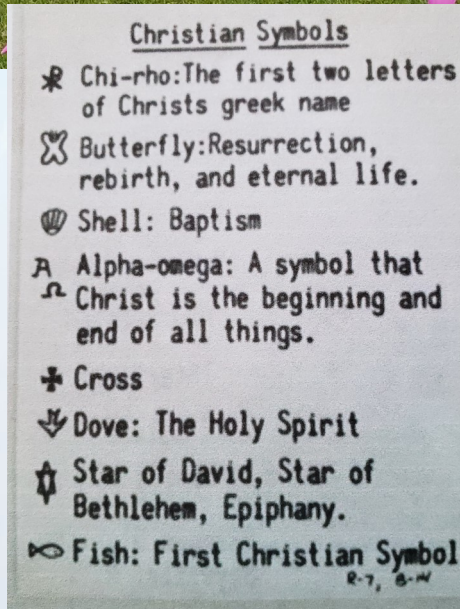 Christian Symbols
Chi-rho:The first two letters
of Christs greek name
Butterfly:Resurrection,
rebirth, and eternal life.
Shell: Baptism
Alpha-omega: A symbol that
Christ is the beginning and
end of all things.
Cross
Dove: The Holy Spirit
Star of David, Star of
Bethlehem, Epiphany.
Fish: First Christian Symbol
R-7, B-14